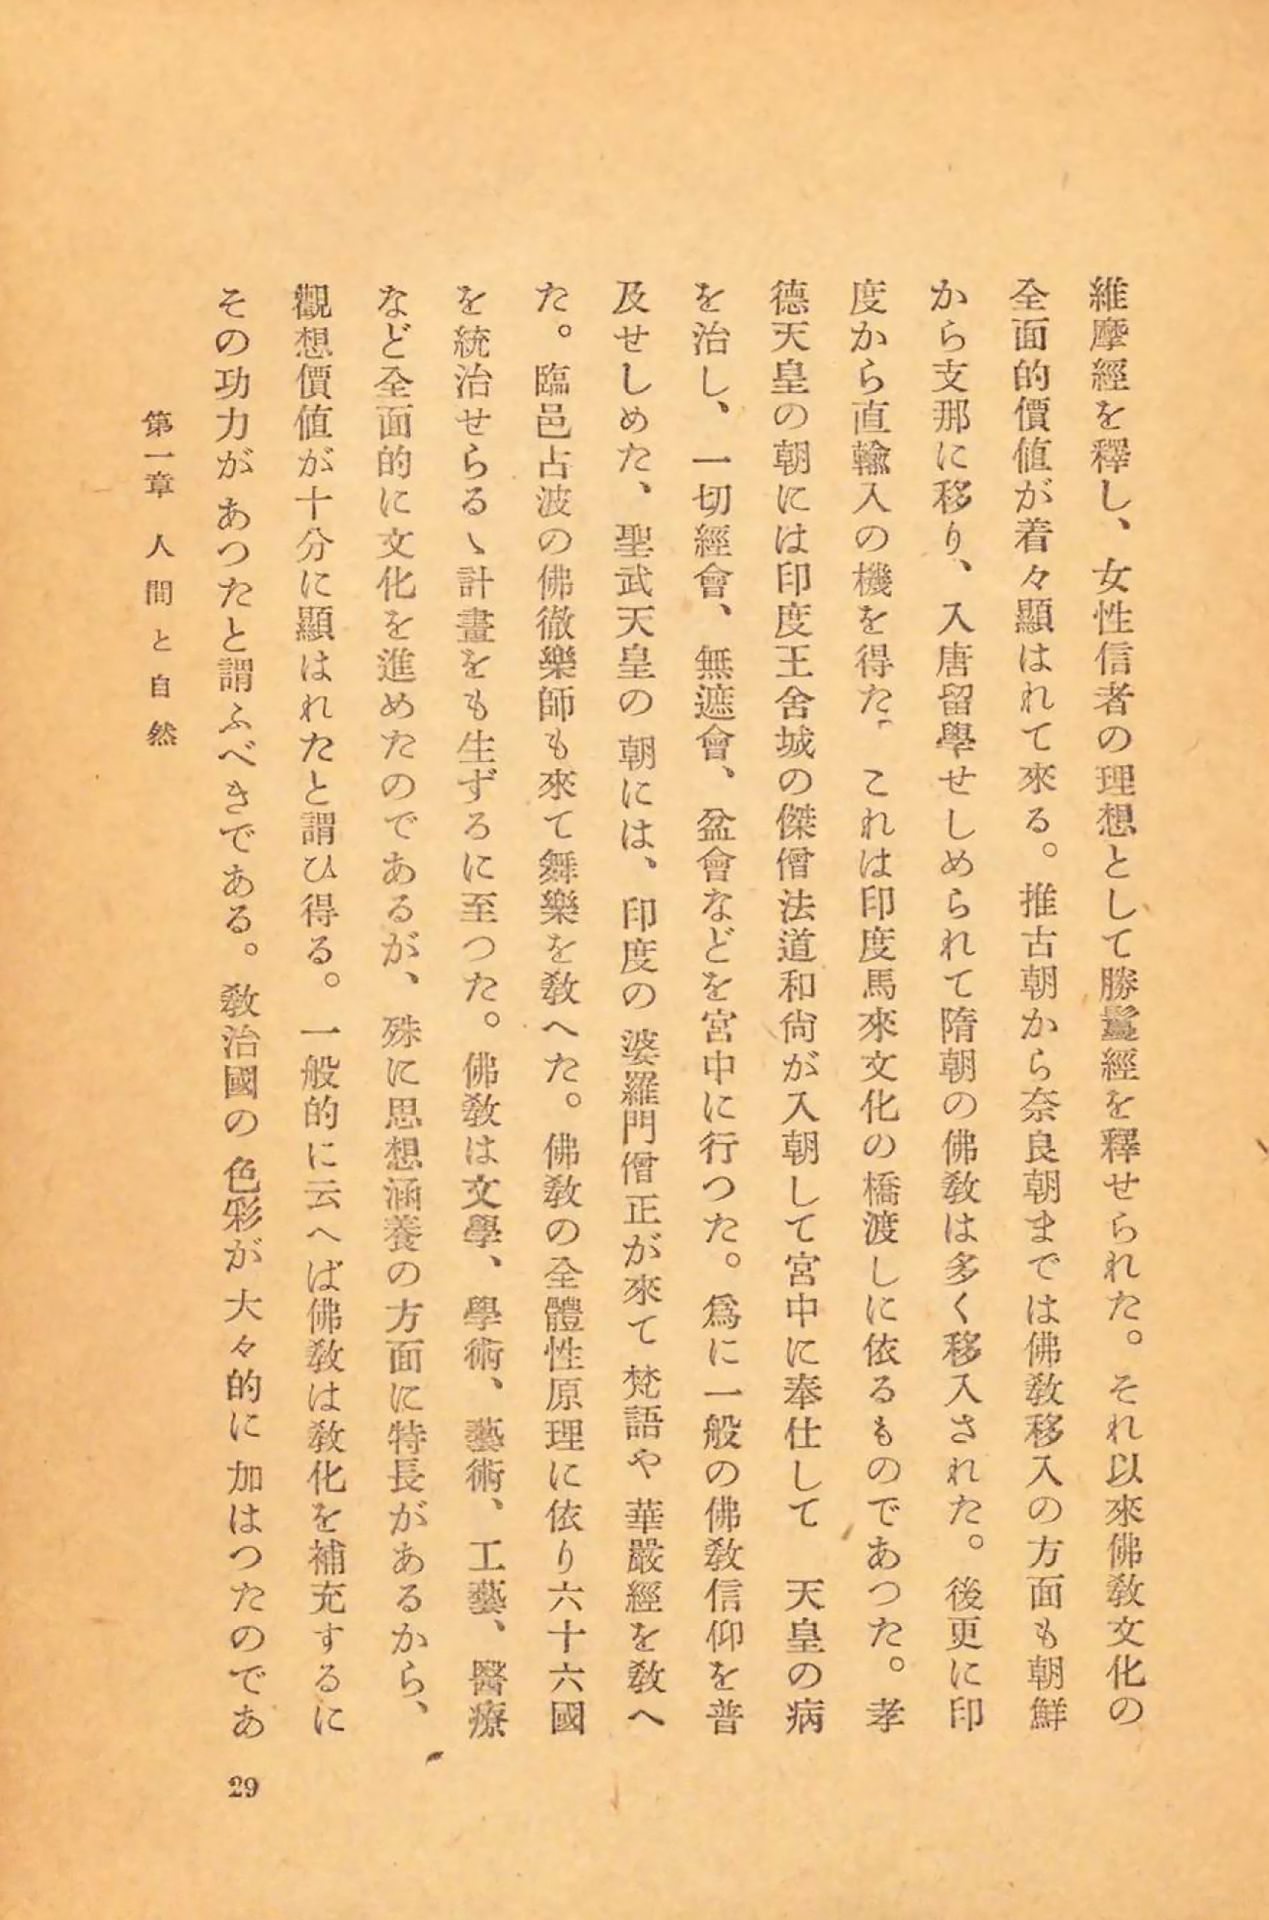 維摩經を釋し、女性信者の理想として勝鬘經を釋せられた。それ以來佛敎文化の
全面的價値が着々顯はれて來る。推古朝から奈良朝までは佛敎移入の方面も朝鮮
から支那に移り、入唐留學せしめられて隋朝の佛敎は多く移入された。後更に印
度から直輸入の機を得た。これは印度馬來文化の橋渡しに依るものであつた。孝
德天皇の朝には印度王舍城の傑僧法道和尙が入朝して宮中に奉仕して　天皇の病
を治し、一切經會、無遮會、盆會などを宮中に行つた。爲に一般の佛敎信仰を普
及せしめた、聖武天皇の朝には、印度の婆羅門僧正が來て梵語や華嚴經を敎へ
た。臨邑占波の佛徹樂師も來て舞樂を敎へた。佛敎の全體性原理に依り六十六國
を統治せらるゝ計畫をも生ずろに至つた。佛敎は文學、學術、藝術、工藝、醫療
など全面的に文化を進めたのであるが、殊に思想涵養の方面に特長があるから、
觀想價値が十分に顯はれたと謂ひ得る。一般的に云へば佛敎は敎化を補充するに
その功力があつたと謂ふべきである。敎治國の色彩が大々的に加はつたのであ
第一章　人間と自然
29